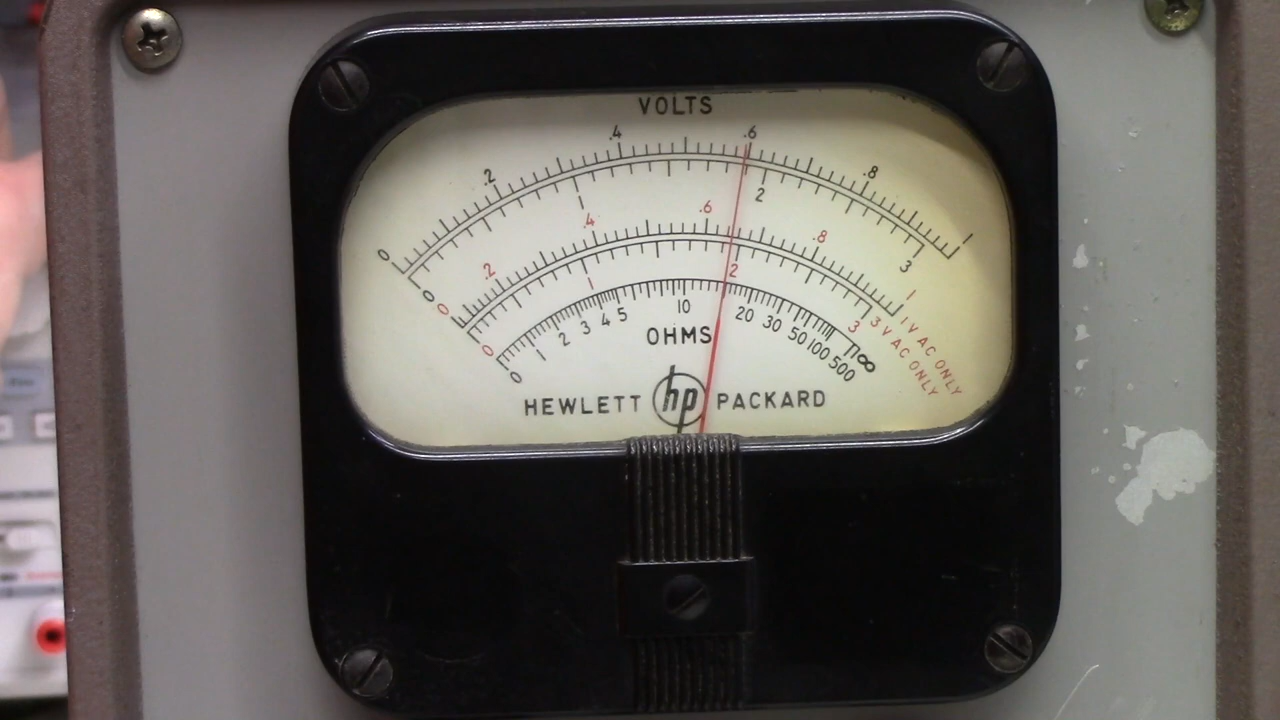 VOLTS
0 .2 .4 .6 .8 1
0 1 2 3
0 .2 .4 .6 .8 1 1 V AC ONLY
0 1 2 3 3 V AC ONLY
0 1 2 3 4 5 10 20 30 50 100 500 ∞
OHMS
HEWLETT hp PACKARD